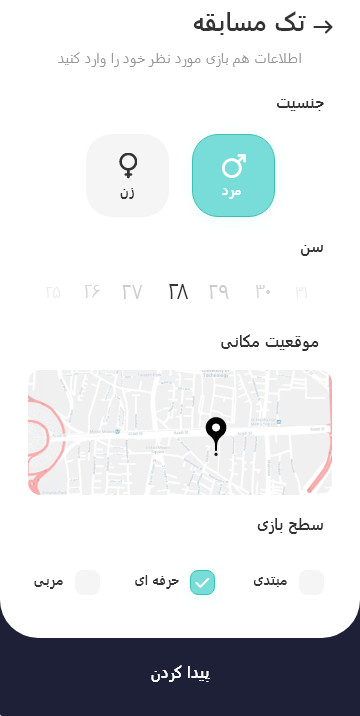 تک مسابقه
اطلاعات هم بازی مورد نظر خود را وارد کنید
جنسیت
مرد زن
سن
۳۱ ۳۰ ۲۹ ۲۸ ۲۷ ۲۶ ۲۵
موقعیت مکانی
سطح بازی
مبتدی حرفه ای مربی
پیدا کردن